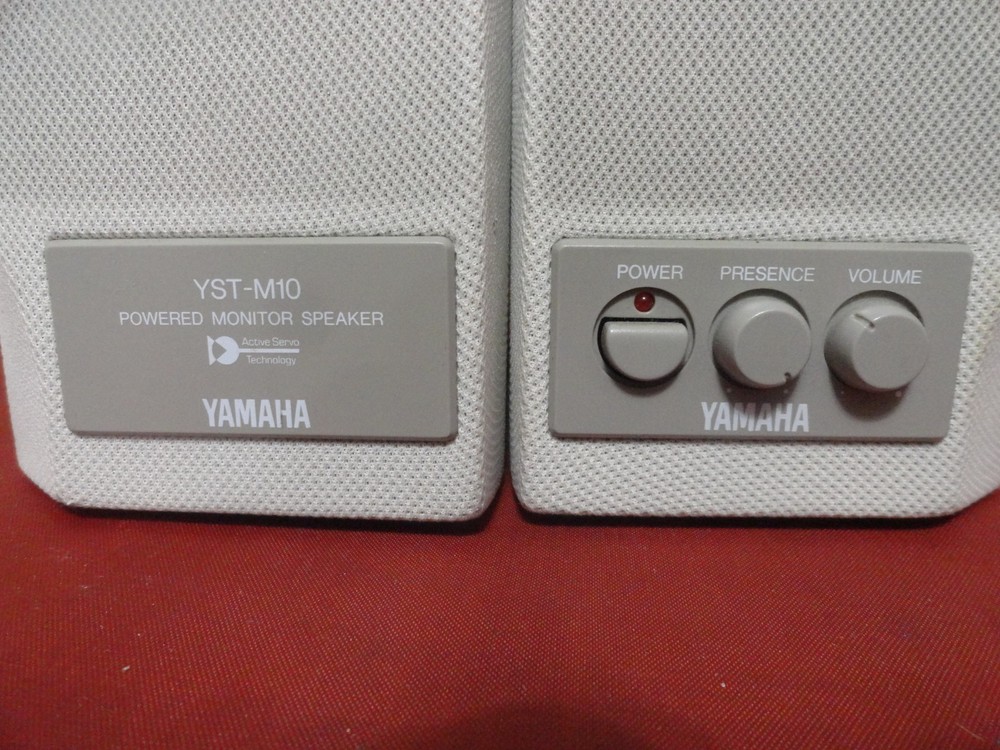 YST-M10
POWERED MONITOR SPEAKER
Active Servo
Technology
YAMAHA
POWER PRESENCE VOLUME
YAMAHA